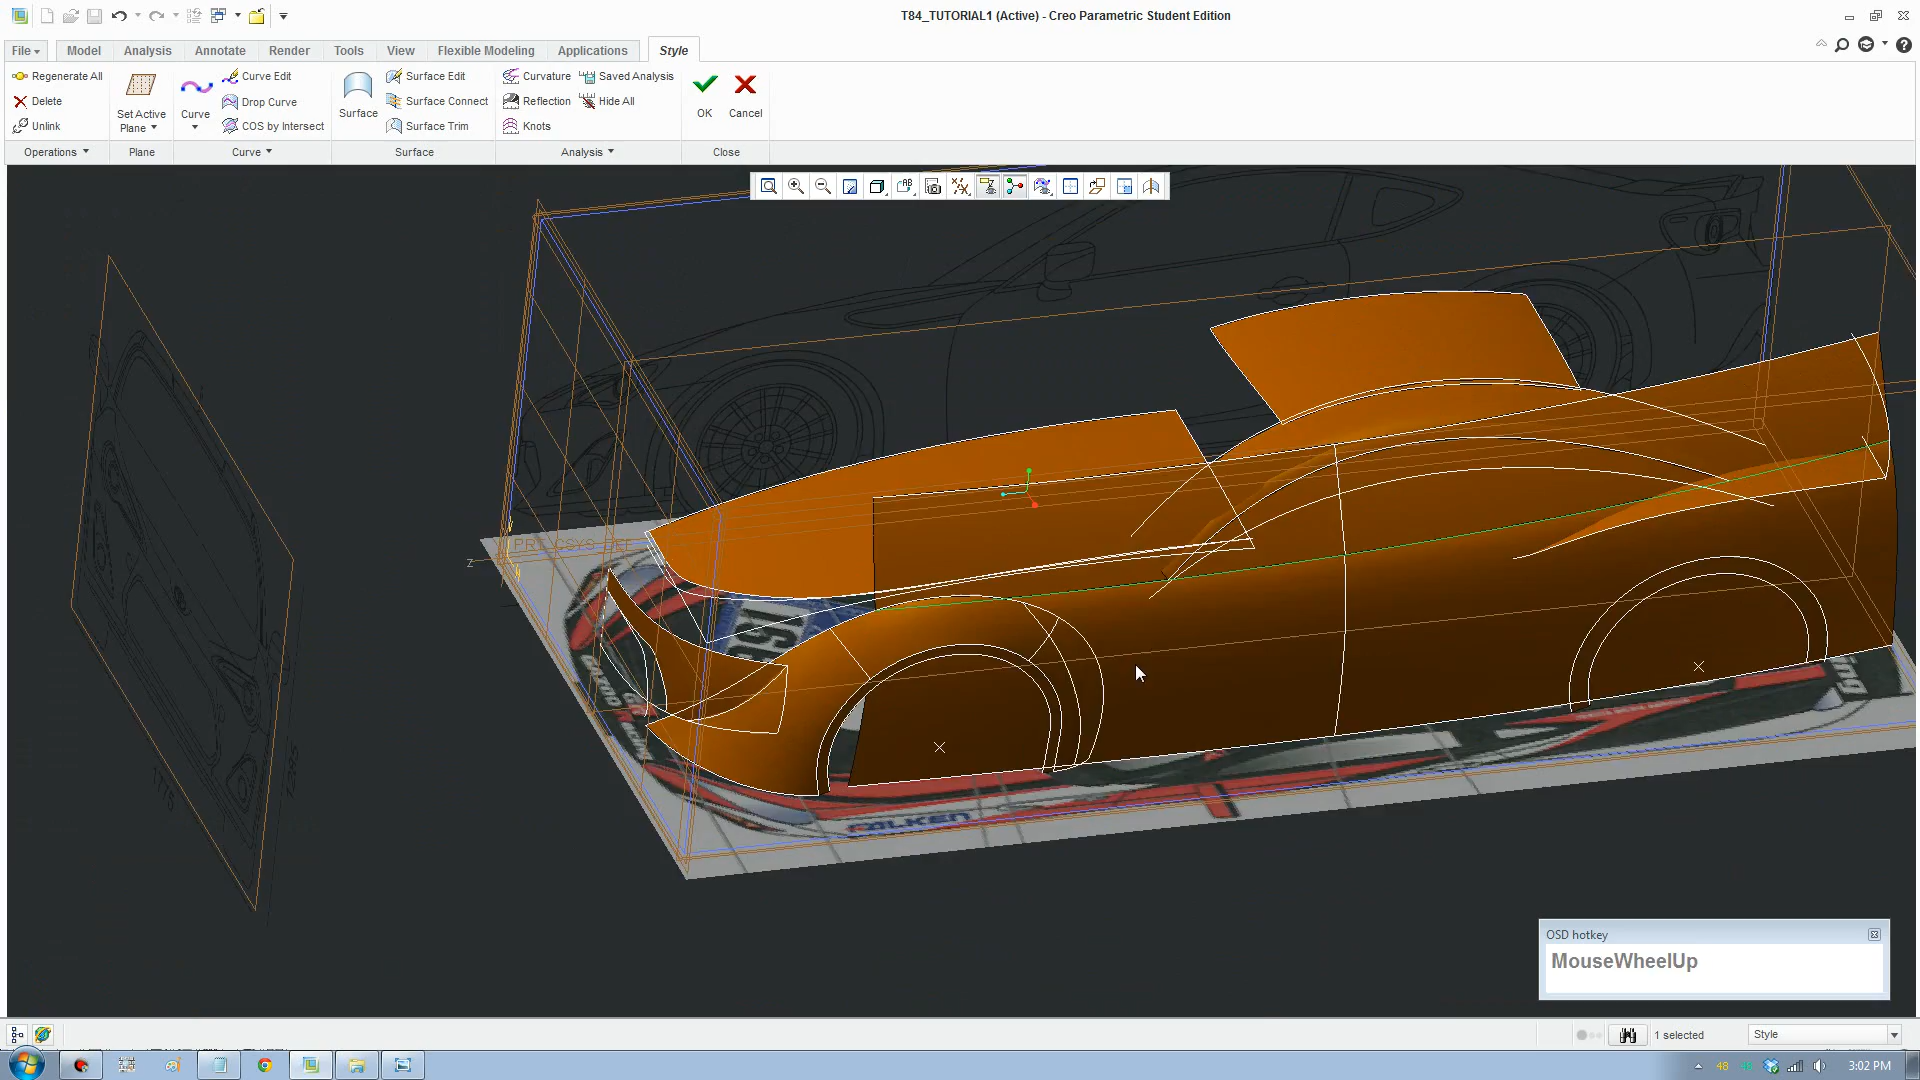 T84_TUTORIAL1 (Active) - Creo Parametric Student Edition
File Model Analysis Annotate Render Tools View Flexible Modeling Applications Style
Regenerate All
Delete
Unlink
Set Active
Plane
Curve
Curve Edit
Drop Curve
COS by Intersect
Surface
Surface Edit
Surface Connect
Surface Trim
Curvature
Reflection
Knots
Saved Analysis
Hide All
OK
Cancel
Operations Plane Curve Surface Analysis Close
Z
FALKEN
OSD hotkey
MouseWheelUp
1 selected
Style
48
3:02 PM